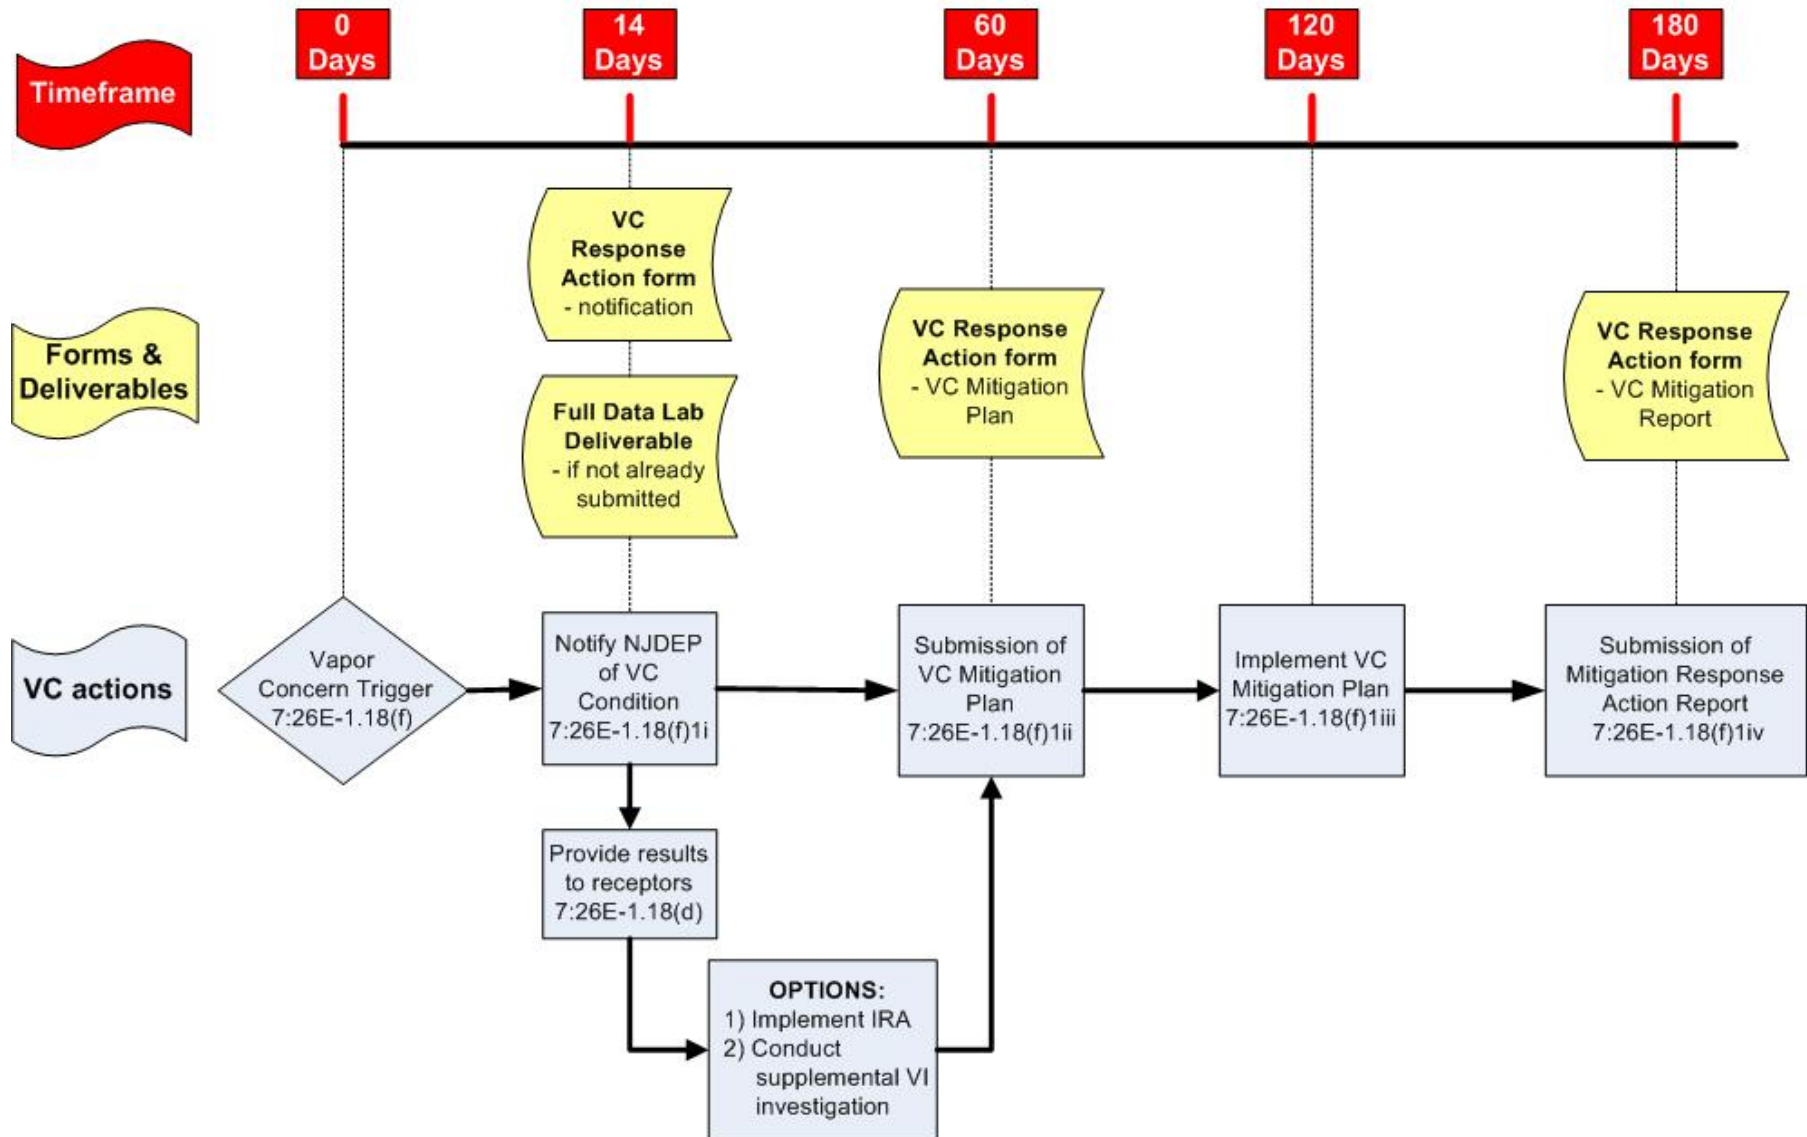 Timeframe
0
Days
14
Days
60
Days
120
Days
180
Days
Forms &
Deliverables
VC
Response
Action form
- notification
Full Data Lab
Deliverable
- if not already
submitted
VC Response
Action form
- VC Mitigation
Plan
VC Response
Action form
- VC Mitigation
Report
VC actions
Vapor
Concern Trigger
7:26E-1.18(f)
Notify NJDEP
of VC
Condition
7:26E-1.18(f)1i
Submission of
VC Mitigation
Plan
7:26E-1.18(f)1ii
Implement VC
Mitigation Plan
7:26E-1.18(f)1iii
Submission of
Mitigation Response
Action Report
7:26E-1.18(f)1iv
Provide results
to receptors
7:26E-1.18(d)
OPTIONS:
1) Implement IRA
2) Conduct
supplemental VI
investigation